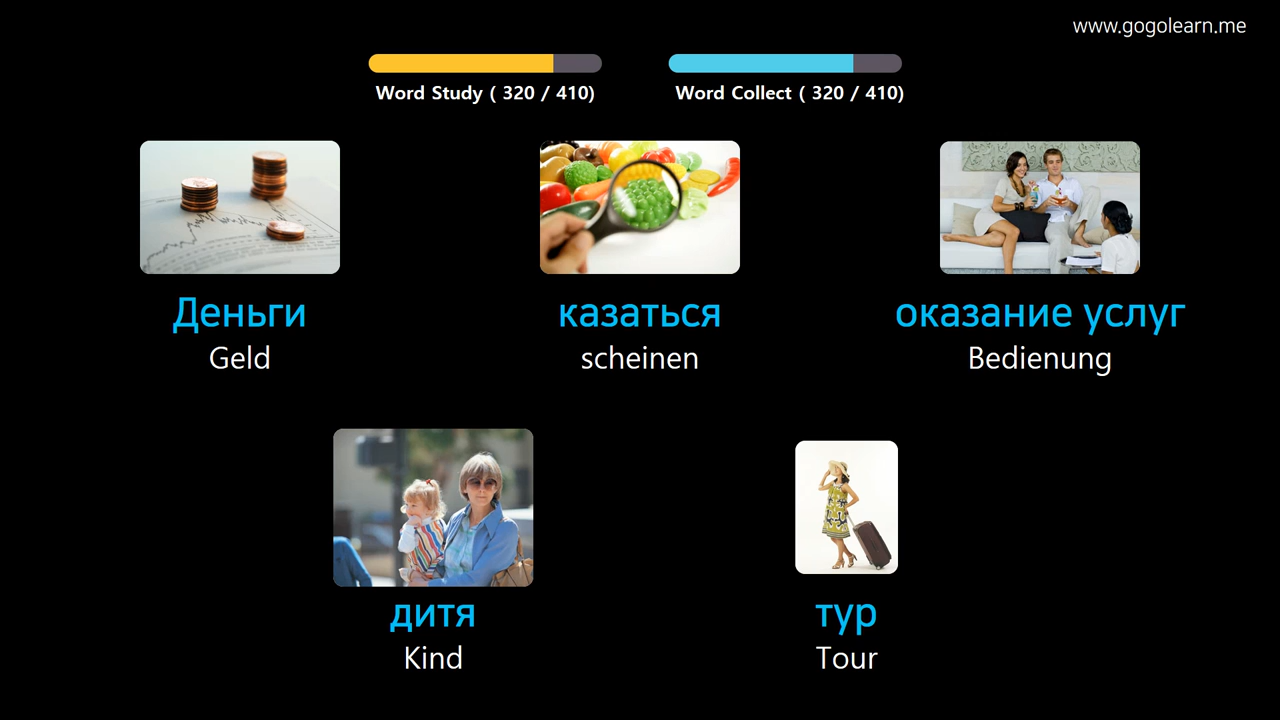 www.gogolearn.me
Word Study ( 320 / 410)
Word Collect ( 320 / 410)
Деньги
Geld
казаться
scheinen
оказание услуг
Bedienung
дитя
Kind
тур
Tour